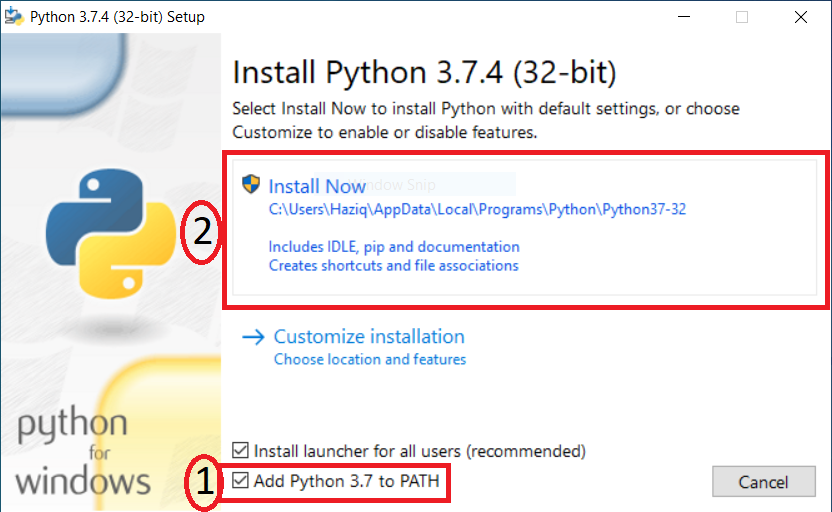 Python 3.7.4 (32-bit) Setup
Install Python 3.7.4 (32-bit)
Select Install Now to install Python with default settings, or choose
Customize to enable or disable features.
Install Now
Window Snip
C:\Users\Haziq\AppData\Local\Programs\Python\Python37-32
2
Includes IDLE, pip and documentation
Creates shortcuts and file associations
Customize installation
Choose location and features
python
for
windows
Install launcher for all users (recommended)
1
Add Python 3.7 to PATH
Cancel